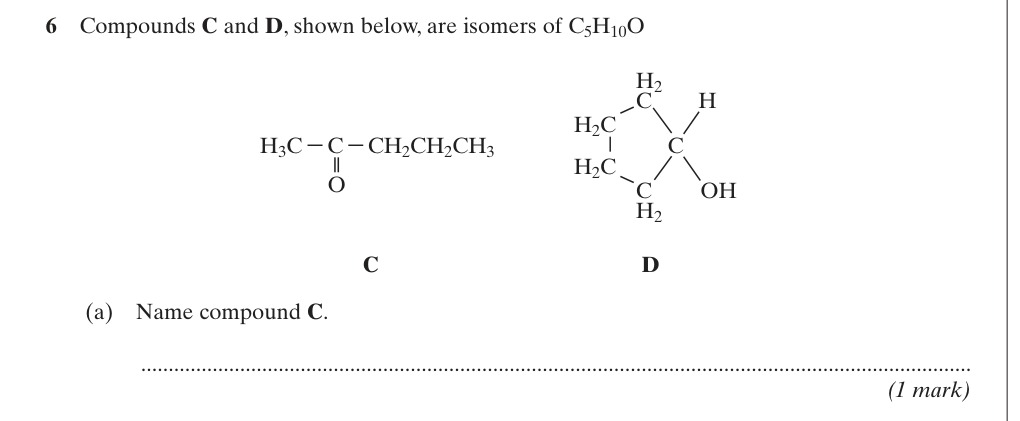 6 Compounds C and D, shown below, are isomers of C₅H₁₀O
H₂
C
H
H₂C
H₃C−C−CH₂CH₂CH₃
C
H₂C
O
C
OH
H₂
C
D
(a) Name compound C.
(1 mark)